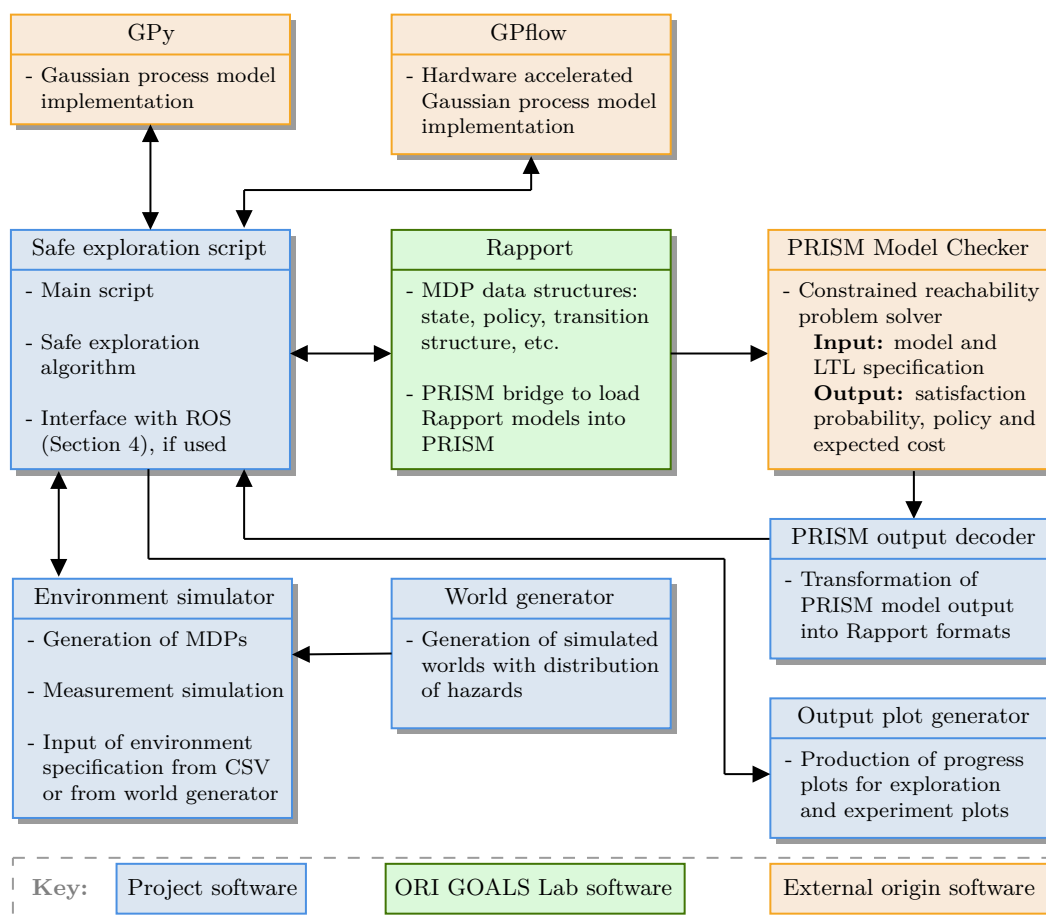 GPy
- Gaussian process model
implementation
GPflow
- Hardware accelerated
Gaussian process model
implementation
Safe exploration script
- Main script
- Safe exploration
algorithm
- Interface with ROS
(Section 4), if used
Rapport
- MDP data structures:
state, policy, transition
structure, etc.
- PRISM bridge to load
Rapport models into
PRISM
PRISM Model Checker
- Constrained reachability
problem solver
Input: model and
LTL specification
Output: satisfaction
probability, policy and
expected cost
PRISM output decoder
- Transformation of
PRISM model output
into Rapport formats
Environment simulator
- Generation of MDPs
- Measurement simulation
- Input of environment
specification from CSV
or from world generator
World generator
- Generation of simulated
worlds with distribution
of hazards
Output plot generator
- Production of progress
plots for exploration
and experiment plots
Key:
Project software
ORI GOALS Lab software
External origin software